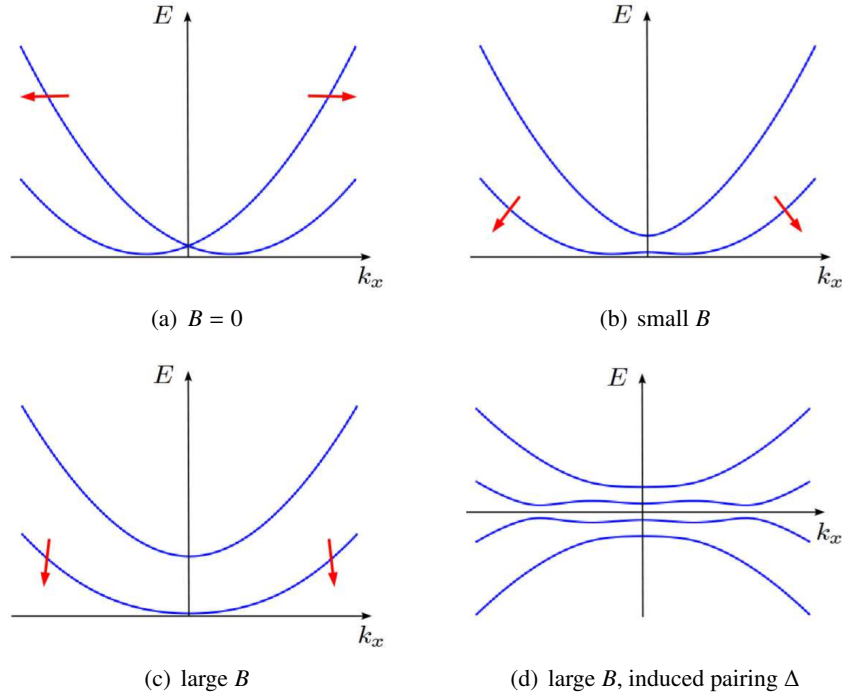 E
k_x
(a) B = 0
E
k_x
(b) small B
E
k_x
(c) large B
E
k_x
(d) large B, induced pairing Δ